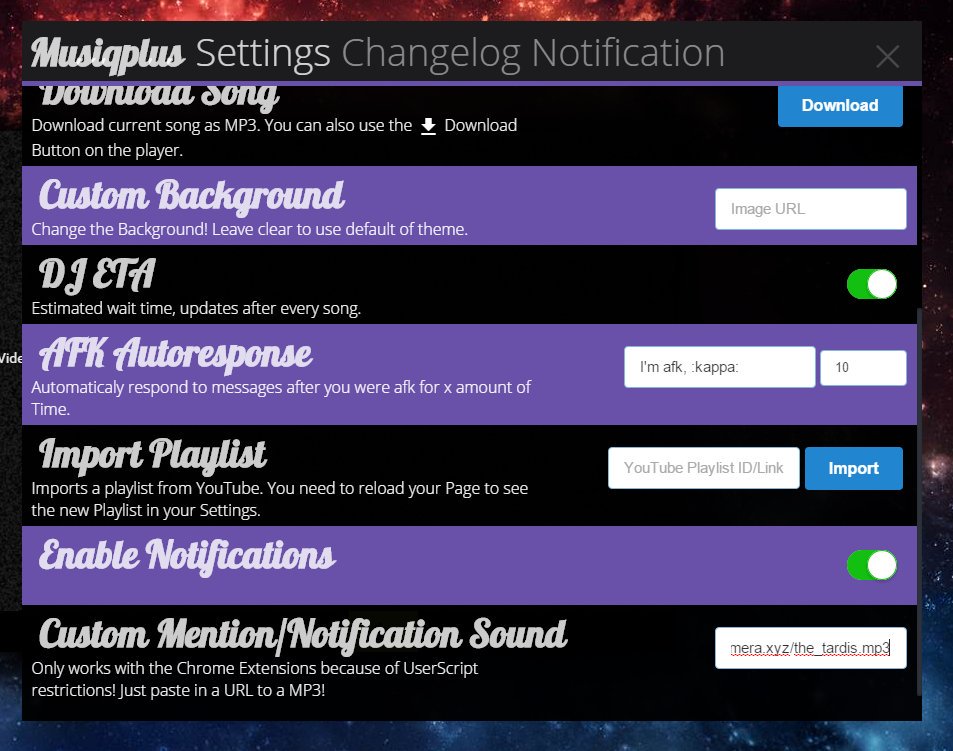 Musiqplus Settings Changelog Notification
Download Song
Download
Download current song as MP3. You can also use the Download
Button on the player.
Custom Background
Image URL
Change the Background! Leave clear to use default of theme.
DJ ETA
Estimated wait time, updates after every song.
AFK Autoresponse
I'm afk, :kappa:
10
Automaticaly respond to messages after you were afk for x amount of
Time.
Import Playlist
YouTube Playlist ID/Link
Import
Imports a playlist from YouTube. You need to reload your Page to see
the new Playlist in your Settings.
Enable Notifications
Custom Mention/Notification Sound
mera.xyz/the_tardis.mp3
Only works with the Chrome Extensions because of UserScript
restrictions! Just paste in a URL to a MP3!
Vide